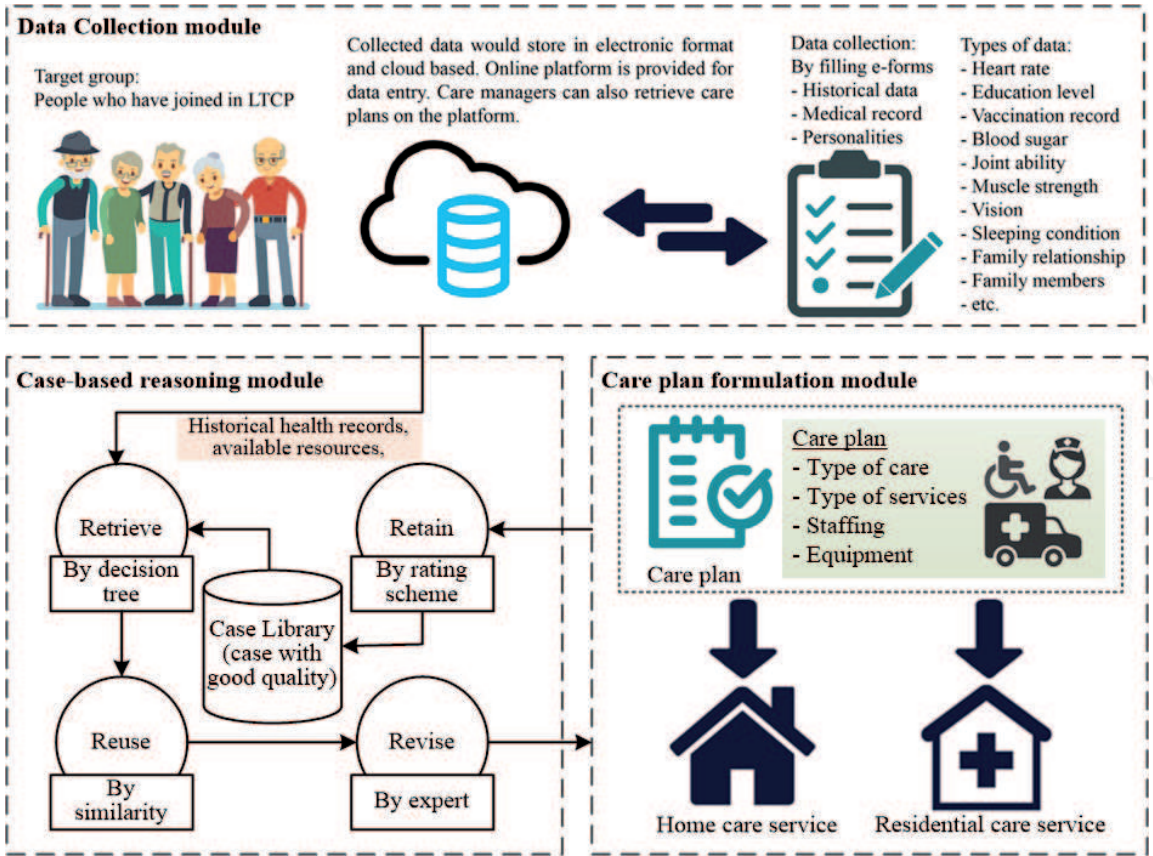 Data Collection module
Target group:
People who have joined in LTCP
Collected data would store in electronic format
and cloud based. Online platform is provided for
data entry. Care managers can also retrieve care
plans on the platform.
Data collection:
By filling e-forms
- Historical data
- Medical record
- Personalities
Types of data:
- Heart rate
- Education level
- Vaccination record
- Blood sugar
- Joint ability
- Muscle strength
- Vision
- Sleeping condition
- Family relationship
- Family members
- etc.
Case-based reasoning module
Historical health records,
available resources,
Retrieve
By decision
tree
Retain
By rating
scheme
Case Library
(case with
good quality)
Reuse
By
similarity
Revise
By expert
Care plan formulation module
Care plan
Care plan
- Type of care
- Type of services
- Staffing
- Equipment
Home care service
Residential care service